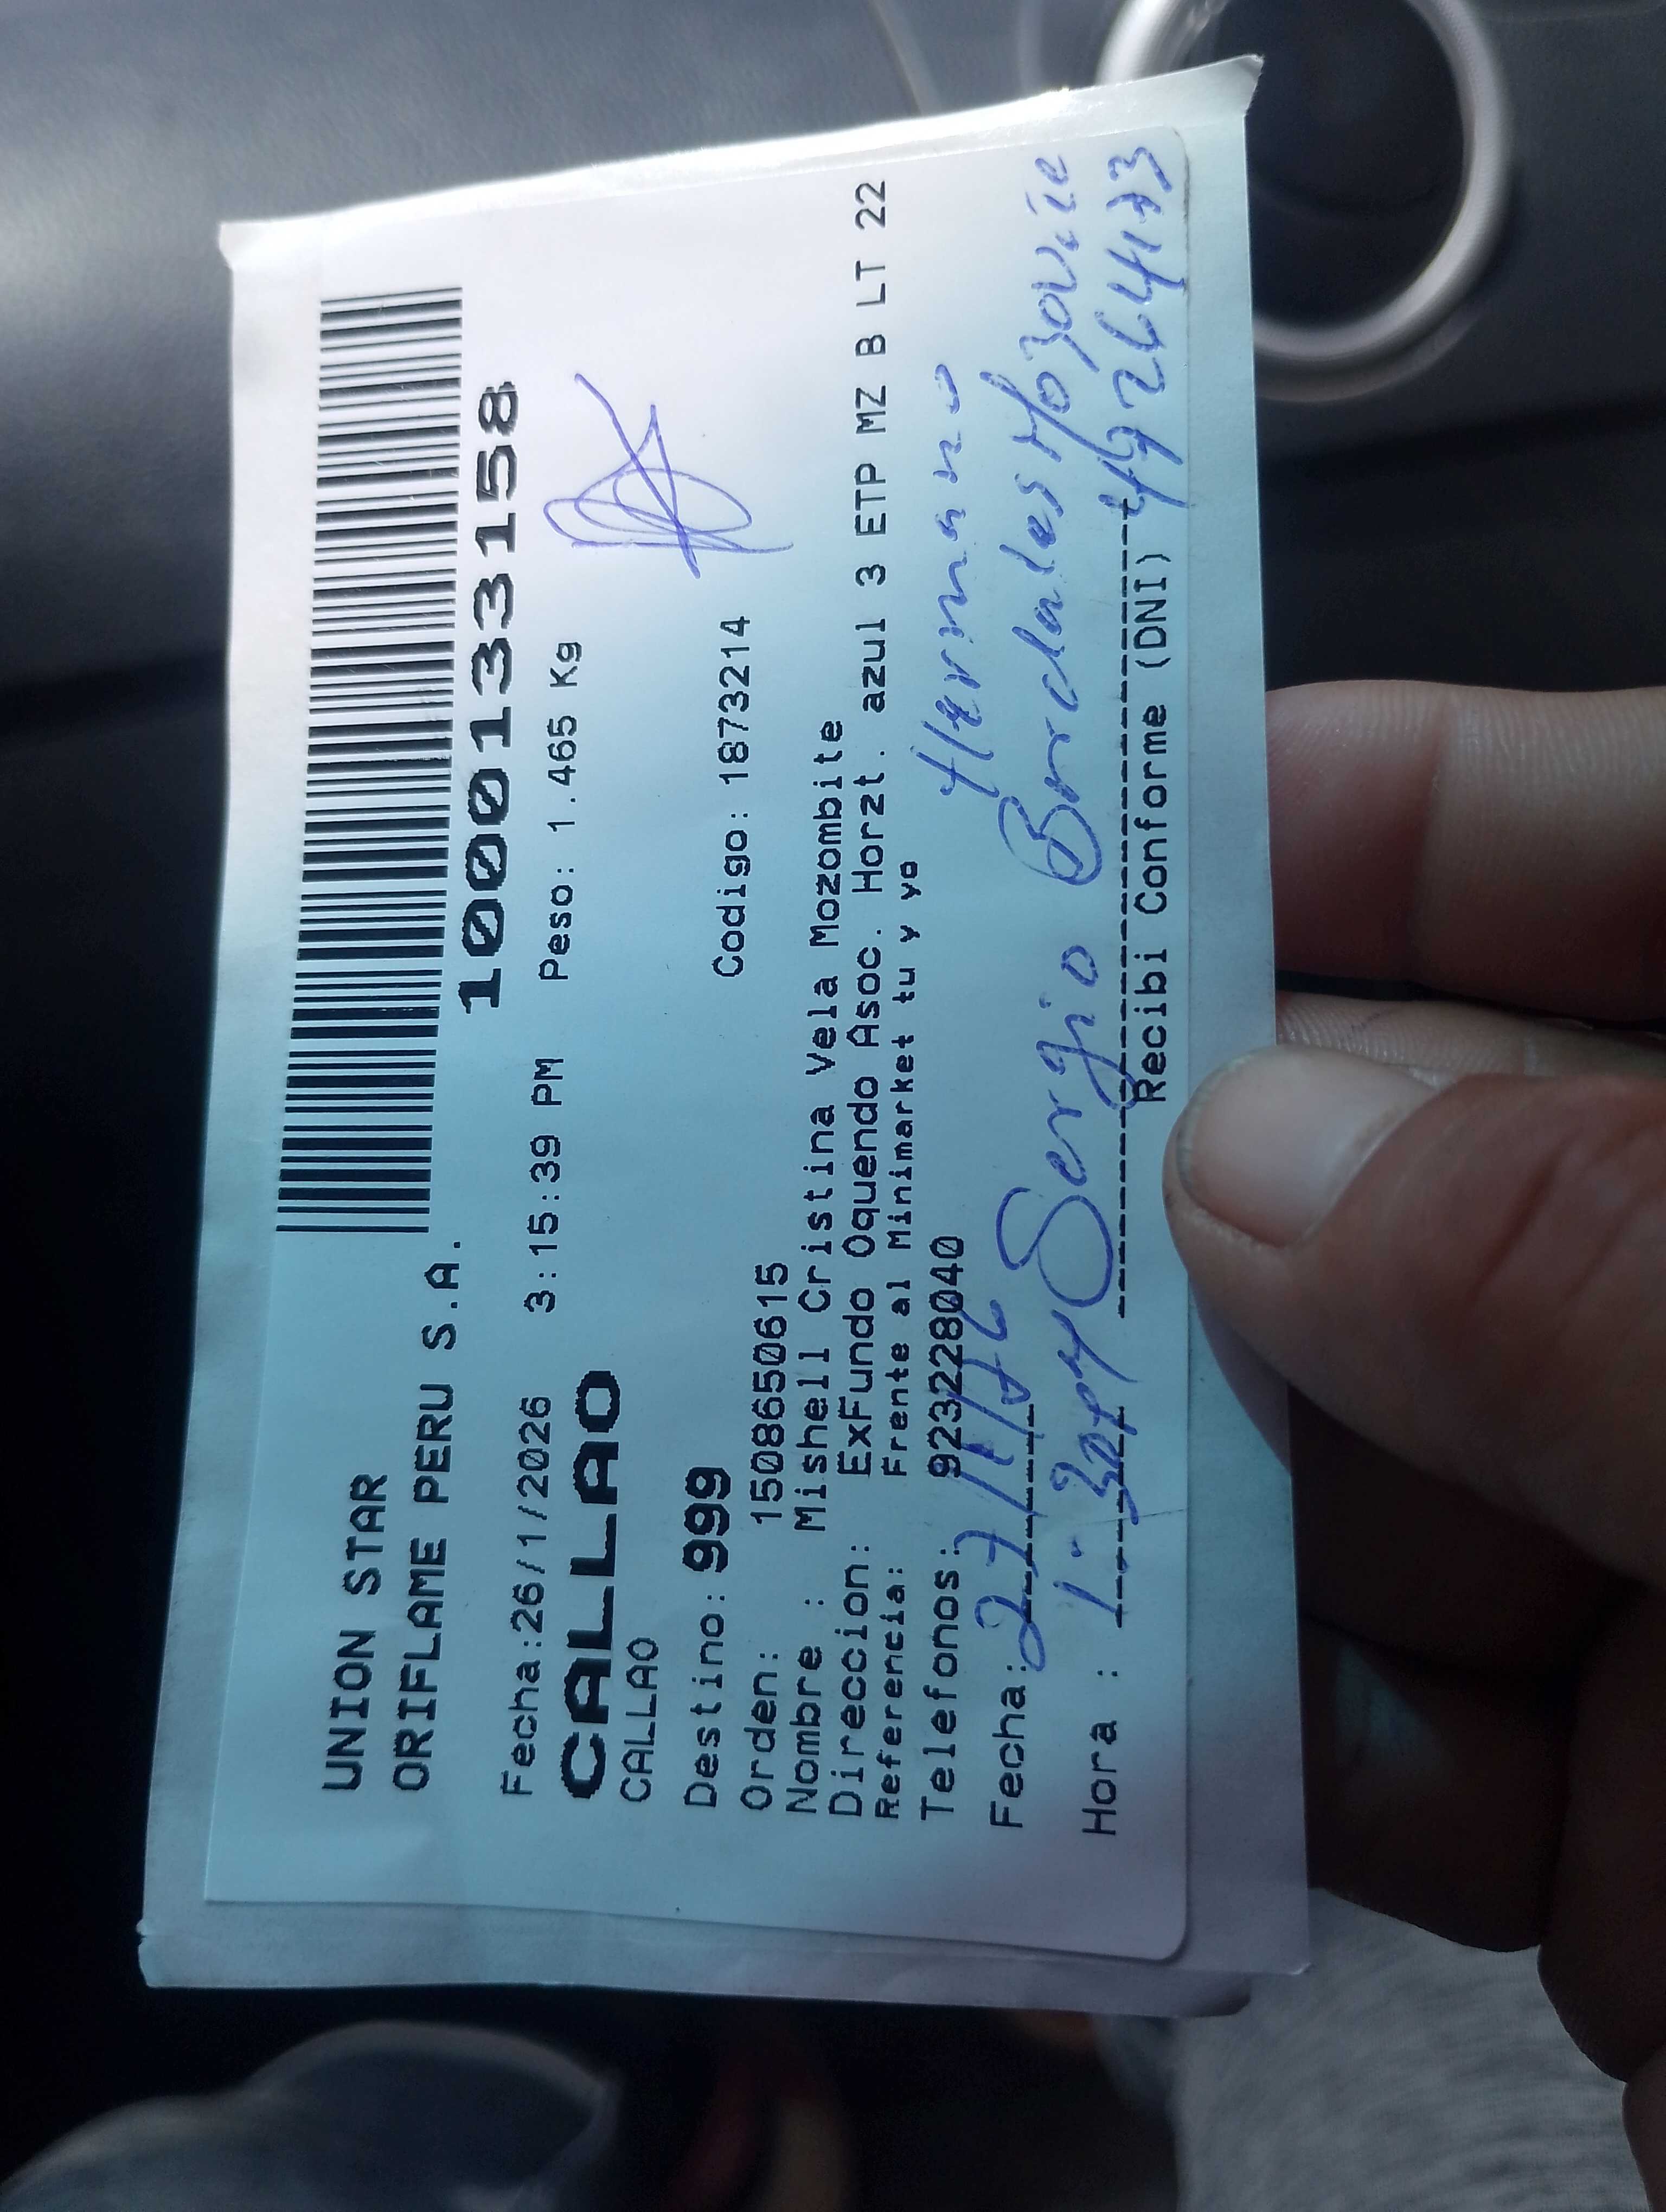 UNION STAR
ORIFLAME PERU S.A.
1000133158
Fecha:26/1/2026 3:15:39 PM Peso: 1.465 Kg
CALLAO
CALLAO
Destino: 999 Codigo: 1873214
Orden: 1508650615
Nombre : Mishell Cristina Vela Mozombite
Direccion: ExFundo Oquendo Asoc. Horzt. azul 3 ETP MZ B LT 22
Referencia: Frente al Minimarket tu y yo
Telefonos: 923228040
Hermano
Fecha: 27/1/26
Sergio
Hora : 1:30PM
Recibi Conforme (DNI)